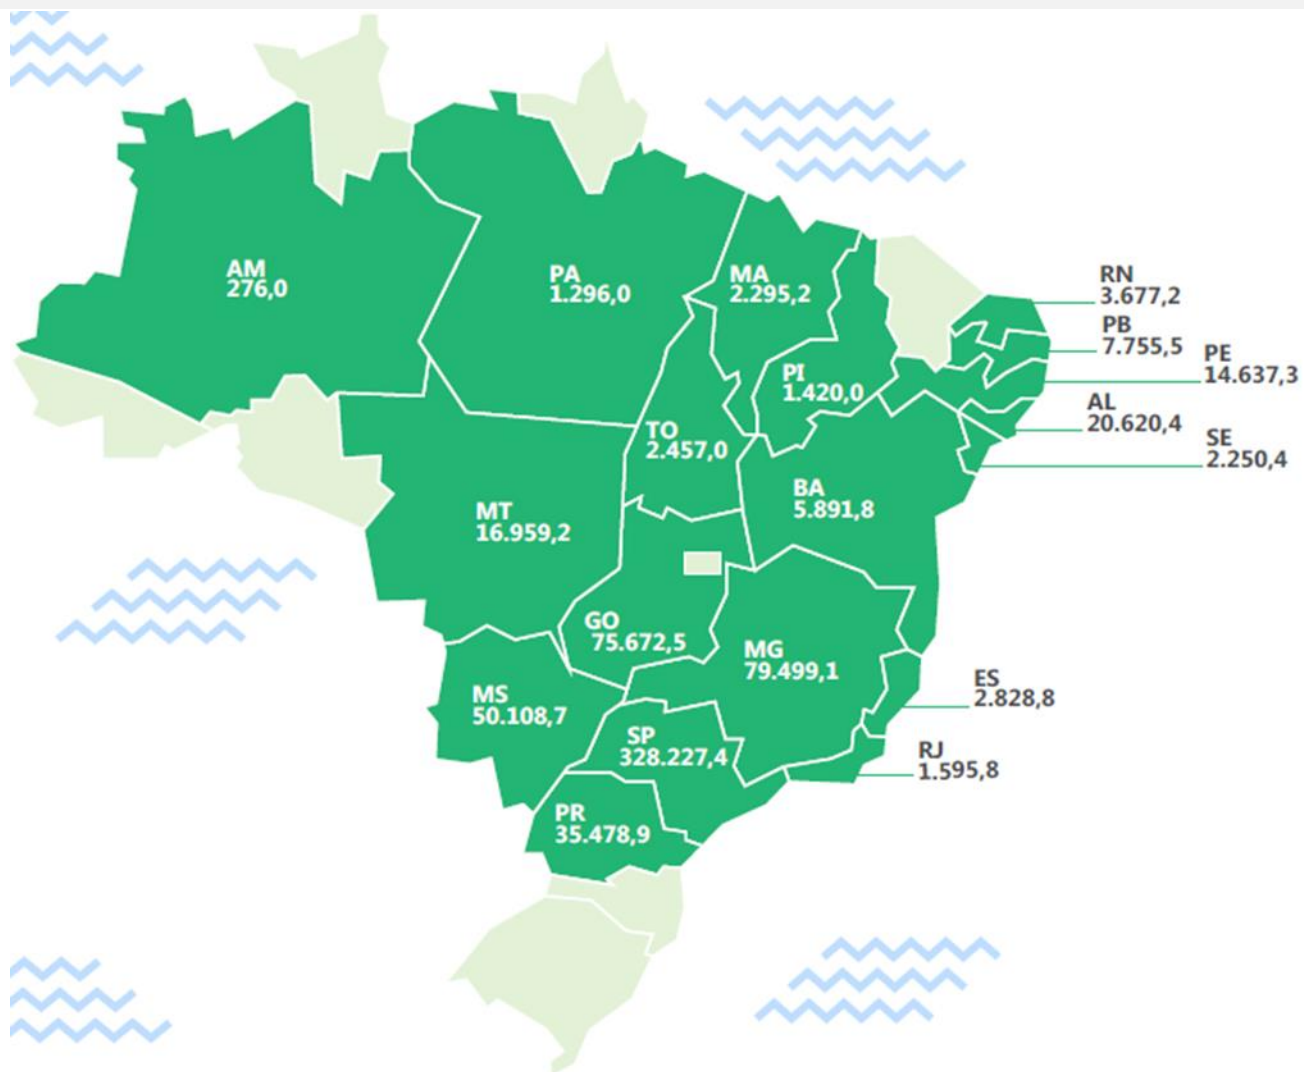 AM
276,0
PA
1.296,0
MA
2.295,2
RN
3.677,2
PB
7.755,5
PE
14.637,3
PI
1.420,0
AL
20.620,4
SE
2.250,4
TO
2.457,0
BA
5.891,8
MT
16.959,2
GO
75.672,5
MG
79.499,1
ES
2.828,8
MS
50.108,7
SP
328.227,4
RJ
1.595,8
PR
35.478,9